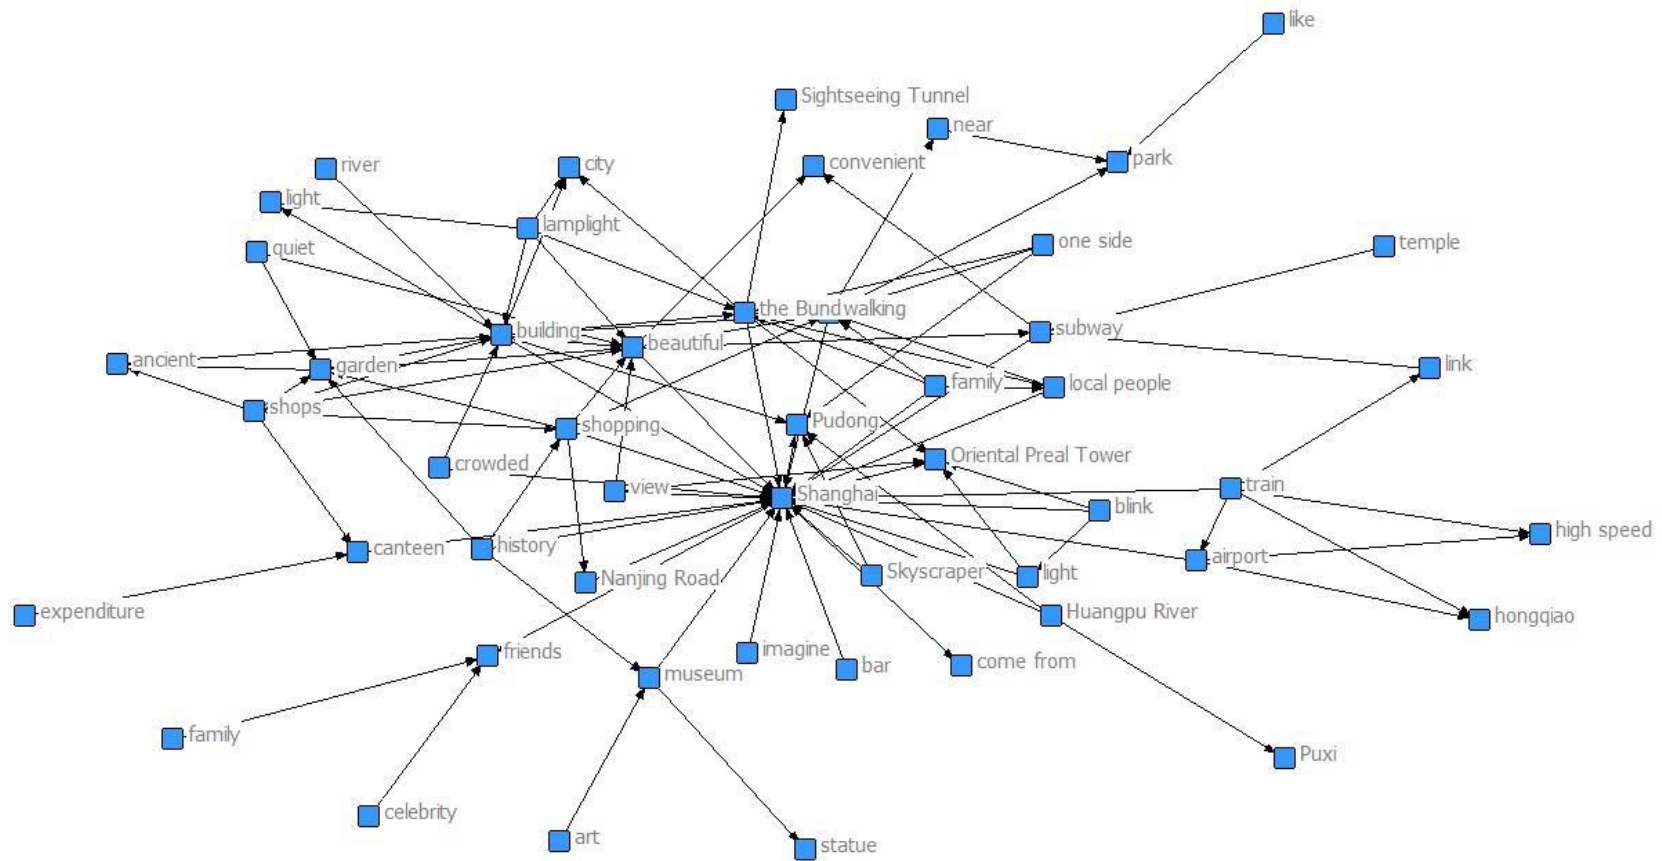 like
Sightseeing Tunnel
near
park
river
city
convenient
light
lamplight
quiet
one side
temple
the Bund walking
building
subway
beautiful
ancient
garden
link
family
local people
shops
shopping
Pudong
crowded
Oriental Preal Tower
view
Shanghai
train
blink
canteen
history
high speed
airport
Nanjing Road
Skyscraper
light
expenditure
Huangpu River
hongqiao
friends
imagine
bar
come from
museum
family
Puxi
celebrity
art
statue